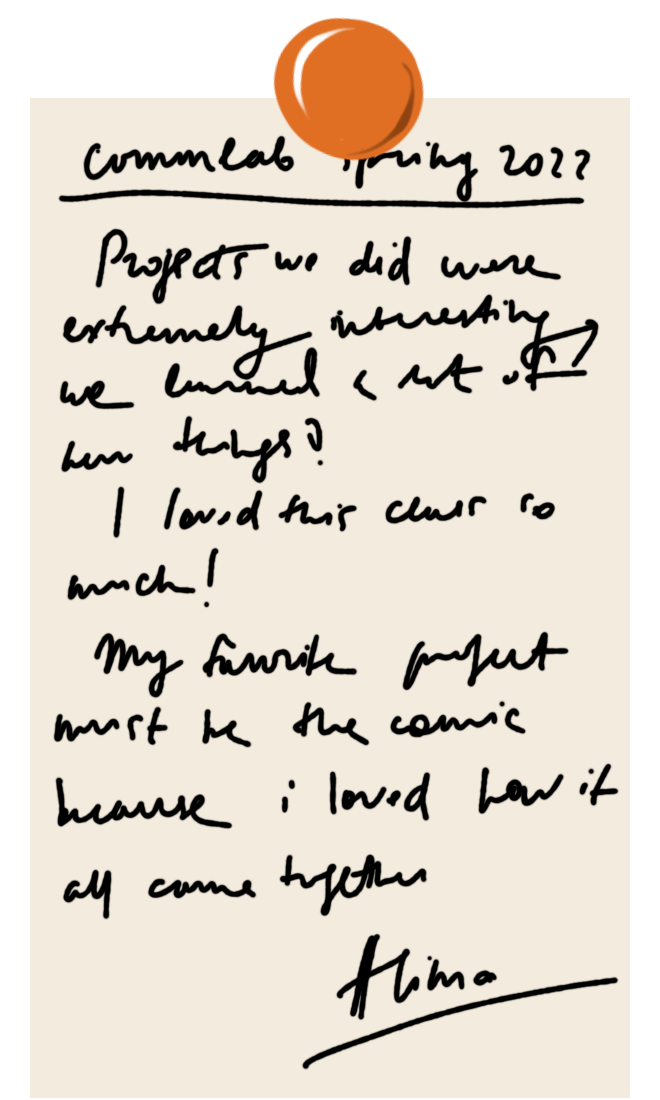 Commlab Spring 2022
Projects we did were
extremely interesting
we learned a lot of
new things!
I loved this class so
much!
My favorite project
must be the comic
because i loved how it
all came together
Alima